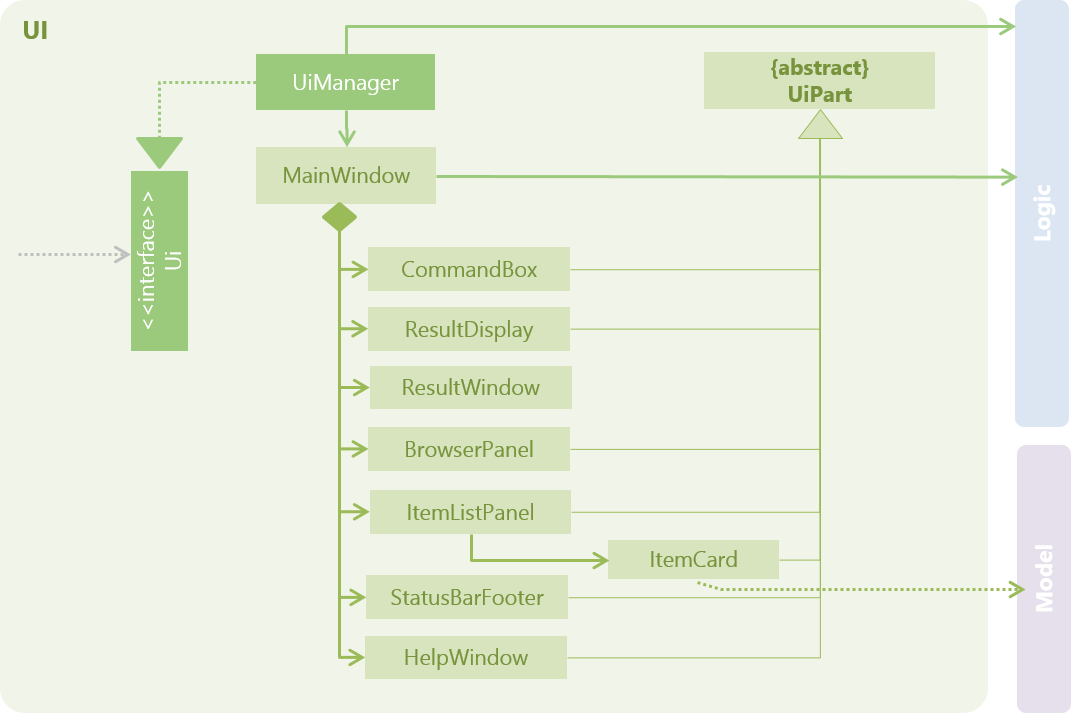 UI
UiManager
{abstract}
UiPart
MainWindow
<<interface>>
Ui
Logic
CommandBox
ResultDisplay
ResultWindow
BrowserPanel
ItemListPanel
ItemCard
Model
StatusBarFooter
HelpWindow